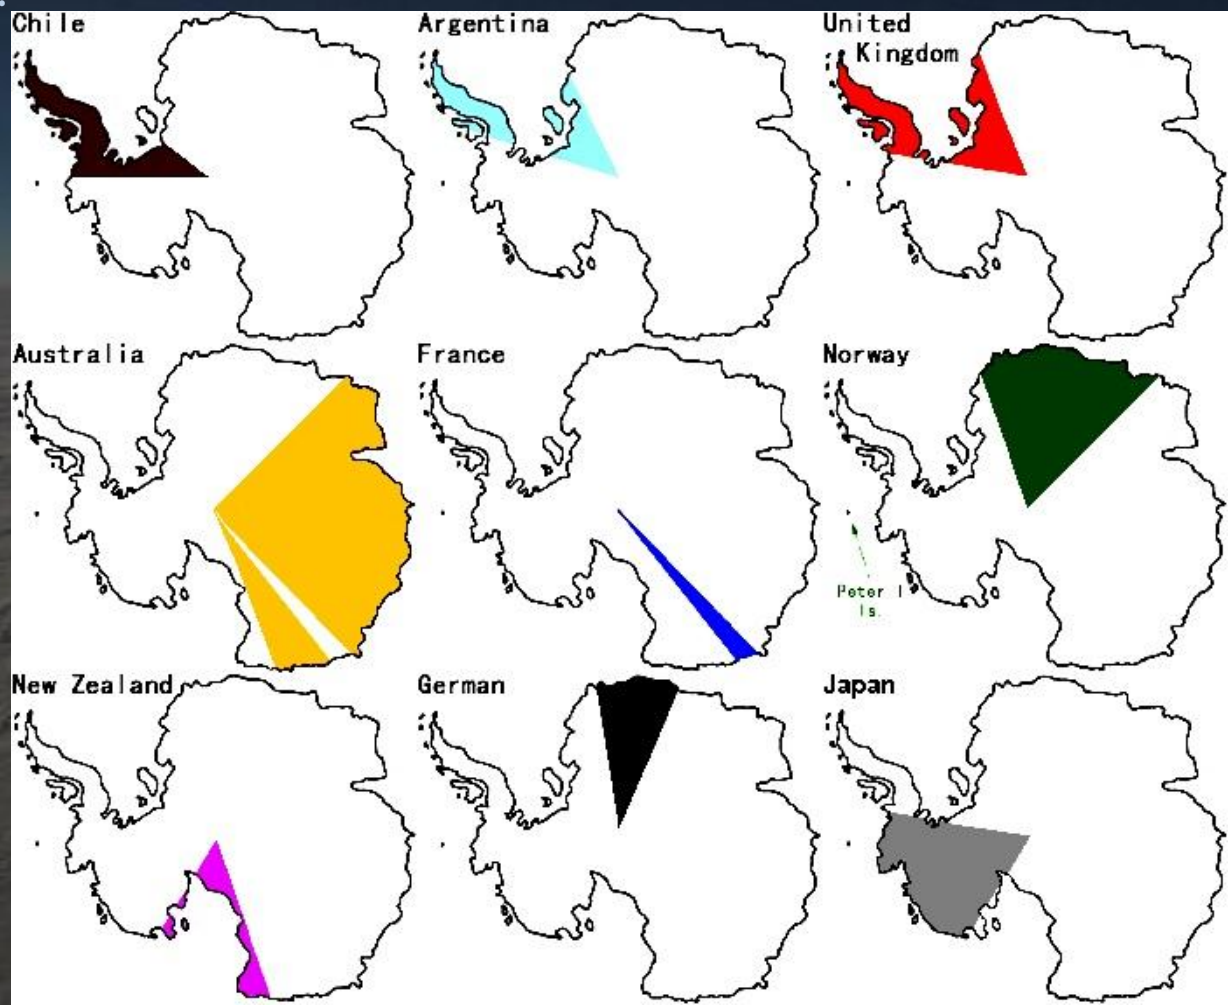 Chile
Argentina
United
Kingdom
Australia
France
Norway
Peter I
Is.
New Zealand
German
Japan